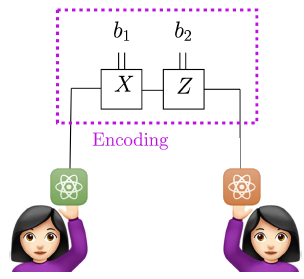 b₁ b₂
X Z
Encoding